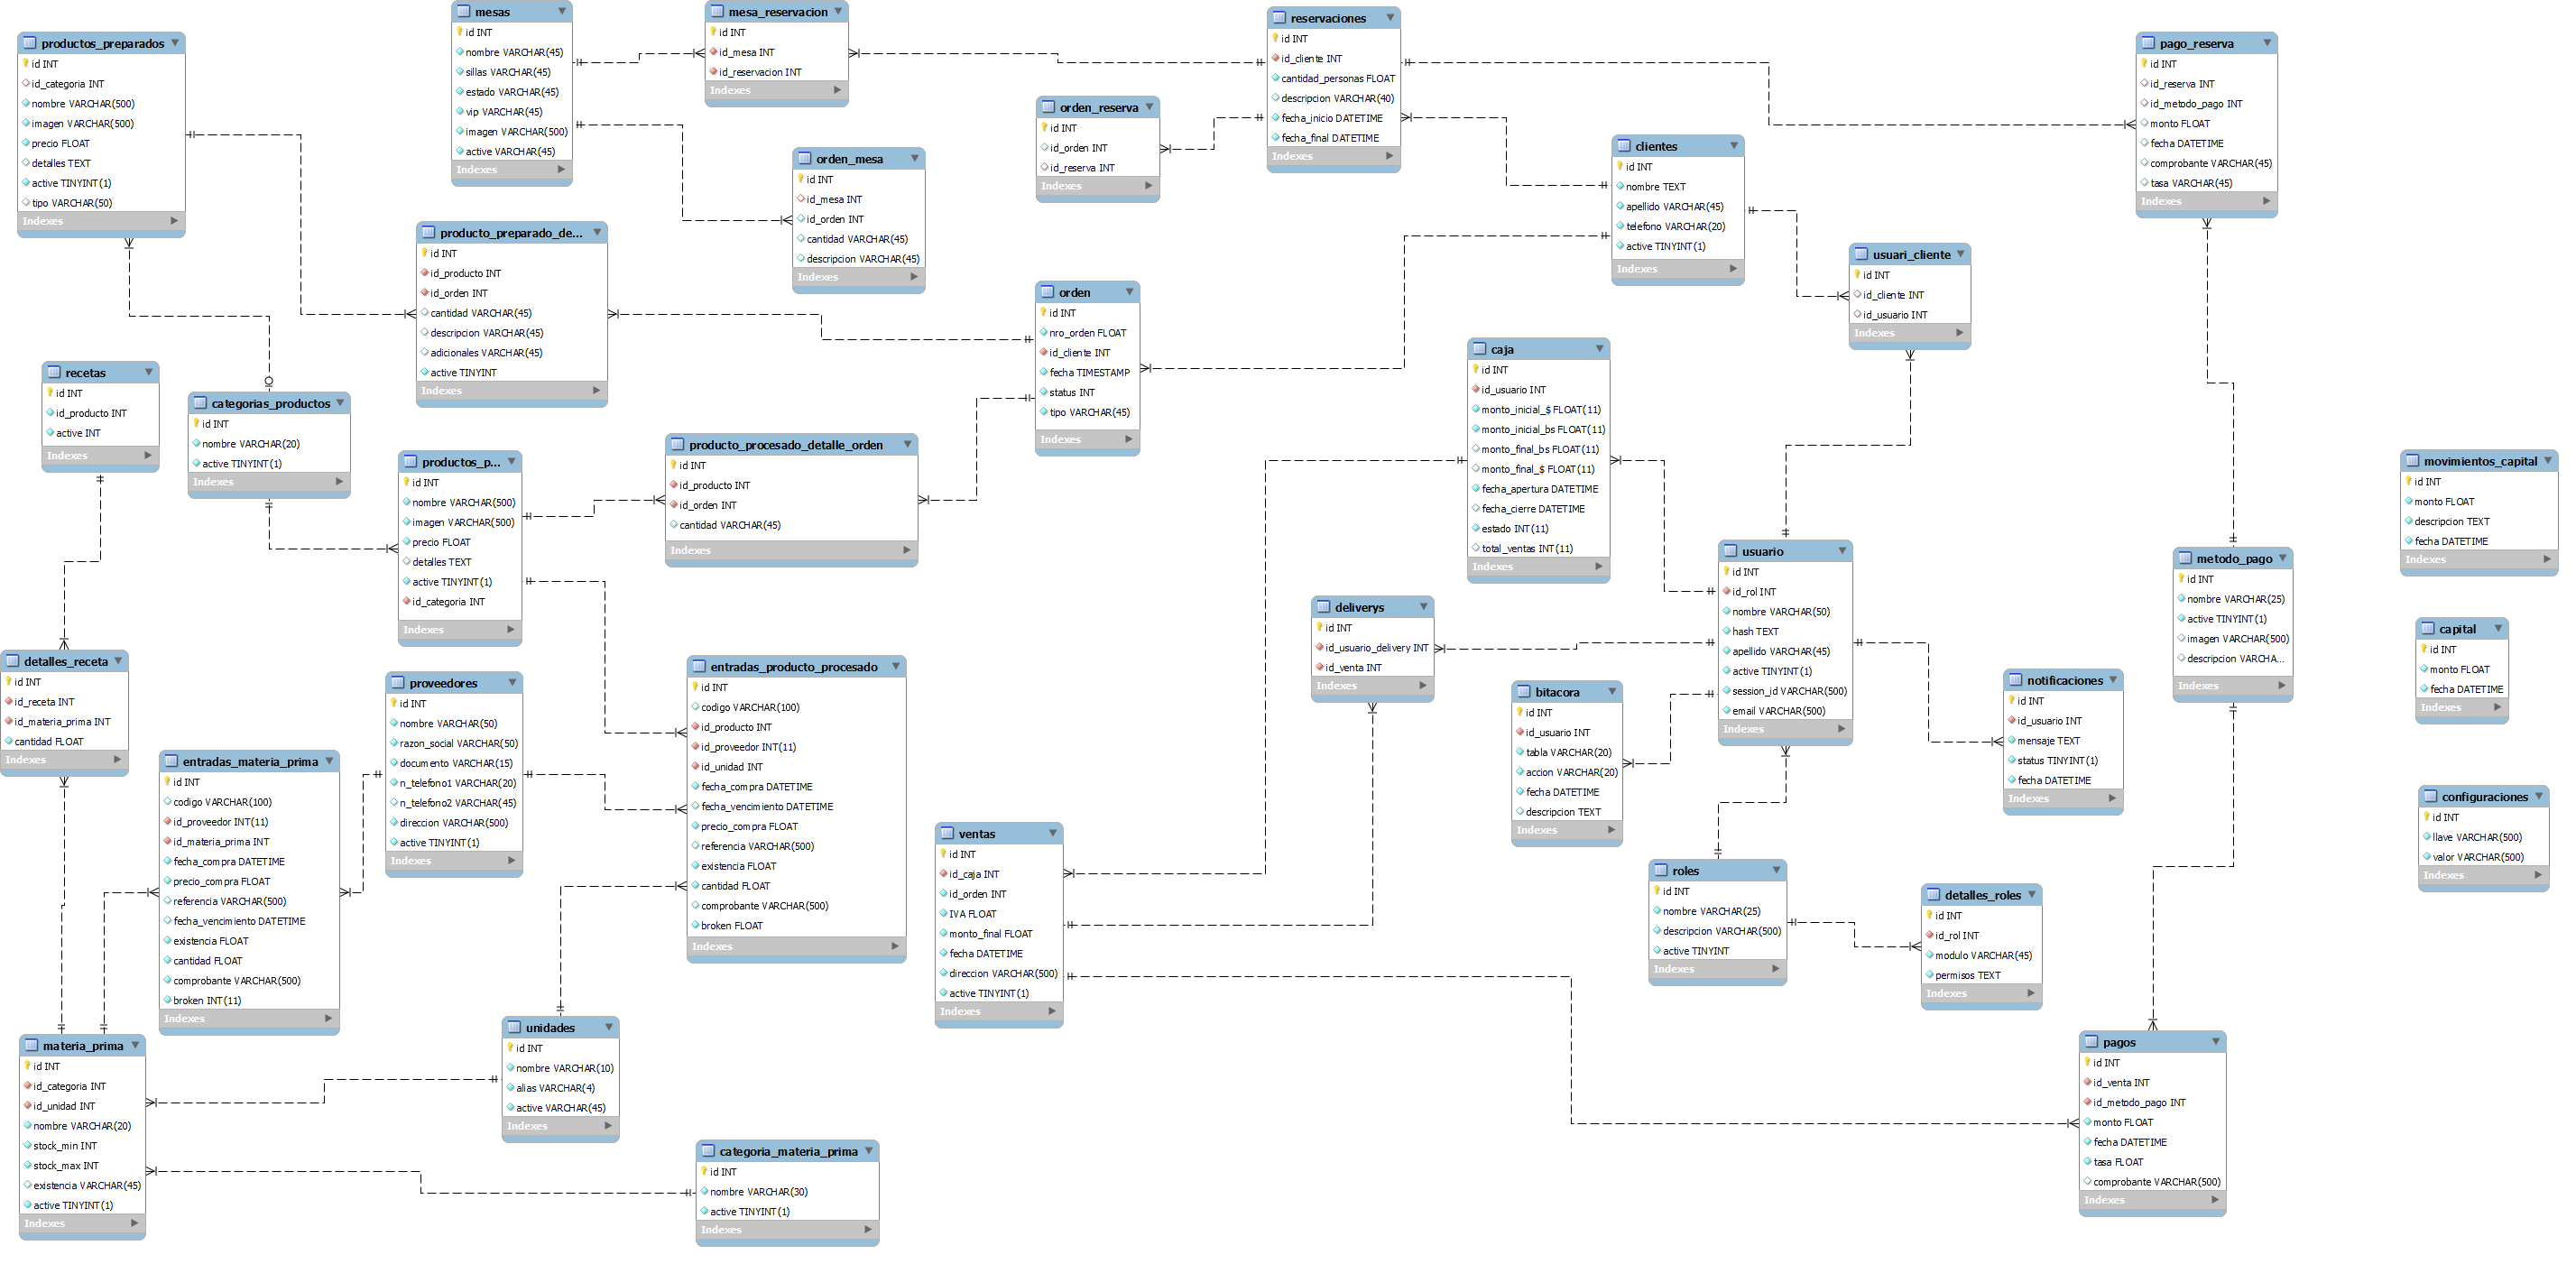 productos_preparados
id INT
id_categoria INT
nombre VARCHAR(500)
imagen VARCHAR(500)
precio FLOAT
detalles TEXT
active TINYINT(1)
tipo VARCHAR(50)
Indexes
mesas
id INT
nombre VARCHAR(45)
sillas VARCHAR(45)
estado VARCHAR(45)
vip VARCHAR(45)
imagen VARCHAR(500)
active VARCHAR(45)
Indexes
mesa_reservacion
id INT
id_mesa INT
id_reservacion INT
Indexes
orden_mesa
id INT
id_mesa INT
id_orden INT
cantidad VARCHAR(45)
descripcion VARCHAR(45)
Indexes
orden_reserva
id INT
id_orden INT
id_reserva INT
Indexes
reservaciones
id INT
id_cliente INT
cantidad_personas FLOAT
descripcion VARCHAR(40)
fecha_inicio DATETIME
fecha_final DATETIME
Indexes
clientes
id INT
nombre TEXT
apellido VARCHAR(45)
telefono VARCHAR(20)
active TINYINT(1)
Indexes
usuari_cliente
id INT
id_cliente INT
id_usuario INT
Indexes
pago_reserva
id INT
id_reserva INT
id_metodo_pago INT
monto FLOAT
fecha DATETIME
comprobante VARCHAR(45)
tasa VARCHAR(45)
Indexes
producto_preparado_de...
id INT
id_producto INT
id_orden INT
cantidad VARCHAR(45)
descripcion VARCHAR(45)
adicionales VARCHAR(45)
active TINYINT
Indexes
orden
id INT
nro_orden FLOAT
id_cliente INT
fecha TIMESTAMP
status INT
tipo VARCHAR(45)
Indexes
recetas
id INT
id_producto INT
active INT
Indexes
categorias_productos
id INT
nombre VARCHAR(20)
active TINYINT(1)
Indexes
productos_p...
id INT
nombre VARCHAR(500)
imagen VARCHAR(500)
precio FLOAT
detalles TEXT
active TINYINT(1)
id_categoria INT
Indexes
producto_procesado_detalle_orden
id INT
id_producto INT
id_orden INT
cantidad VARCHAR(45)
Indexes
caja
id INT
id_usuario INT
monto_inicial_$ FLOAT(11)
monto_inicial_bs FLOAT(11)
monto_final_bs FLOAT(11)
monto_final_$ FLOAT(11)
fecha_apertura DATETIME
fecha_cierre DATETIME
estado INT(11)
total_ventas INT(11)
Indexes
usuario
id INT
id_rol INT
nombre VARCHAR(50)
hash TEXT
apellido VARCHAR(45)
active TINYINT(1)
session_id VARCHAR(500)
email VARCHAR(500)
Indexes
movimientos_capital
id INT
monto FLOAT
descripcion TEXT
fecha DATETIME
Indexes
metodo_pago
id INT
nombre VARCHAR(25)
active TINYINT(1)
imagen VARCHAR(500)
descripcion VARCHA...
Indexes
capital
id INT
monto FLOAT
fecha DATETIME
Indexes
deliverys
id INT
id_usuario_delivery INT
id_venta INT
Indexes
bitacora
id INT
id_usuario INT
tabla VARCHAR(20)
accion VARCHAR(20)
fecha DATETIME
descripcion TEXT
Indexes
notificaciones
id INT
id_usuario INT
mensaje TEXT
status TINYINT(1)
fecha DATETIME
Indexes
configuraciones
id INT
llave VARCHAR(500)
valor VARCHAR(500)
Indexes
detalles_receta
id INT
id_receta INT
id_materia_prima INT
cantidad FLOAT
Indexes
entradas_materia_prima
id INT
codigo VARCHAR(100)
id_proveedor INT(11)
id_materia_prima INT
fecha_compra DATETIME
precio_compra FLOAT
referencia VARCHAR(500)
fecha_vencimiento DATETIME
existencia FLOAT
cantidad FLOAT
comprobante VARCHAR(500)
broken INT(11)
Indexes
proveedores
id INT
nombre VARCHAR(50)
razon_social VARCHAR(50)
documento VARCHAR(15)
n_telefono1 VARCHAR(20)
n_telefono2 VARCHAR(45)
direccion VARCHAR(500)
active TINYINT(1)
Indexes
entradas_producto_procesado
id INT
codigo VARCHAR(100)
id_producto INT
id_proveedor INT(11)
id_unidad INT
fecha_compra DATETIME
fecha_vencimiento DATETIME
precio_compra FLOAT
referencia VARCHAR(500)
existencia FLOAT
cantidad FLOAT
comprobante VARCHAR(500)
broken FLOAT
Indexes
ventas
id INT
id_caja INT
id_orden INT
IVA FLOAT
monto_final FLOAT
fecha DATETIME
direccion VARCHAR(500)
active TINYINT(1)
Indexes
roles
id INT
nombre VARCHAR(25)
descripcion VARCHAR(500)
active TINYINT
Indexes
detalles_roles
id INT
id_rol INT
modulo VARCHAR(45)
permisos TEXT
Indexes
materia_prima
id INT
id_categoria INT
id_unidad INT
nombre VARCHAR(20)
stock_min INT
stock_max INT
existencia VARCHAR(45)
active TINYINT(1)
Indexes
unidades
id INT
nombre VARCHAR(10)
alias VARCHAR(4)
active VARCHAR(45)
Indexes
categoria_materia_prima
id INT
nombre VARCHAR(30)
active TINYINT(1)
Indexes
pagos
id INT
id_venta INT
id_metodo_pago INT
monto FLOAT
fecha DATETIME
tasa FLOAT
comprobante VARCHAR(500)
Indexes